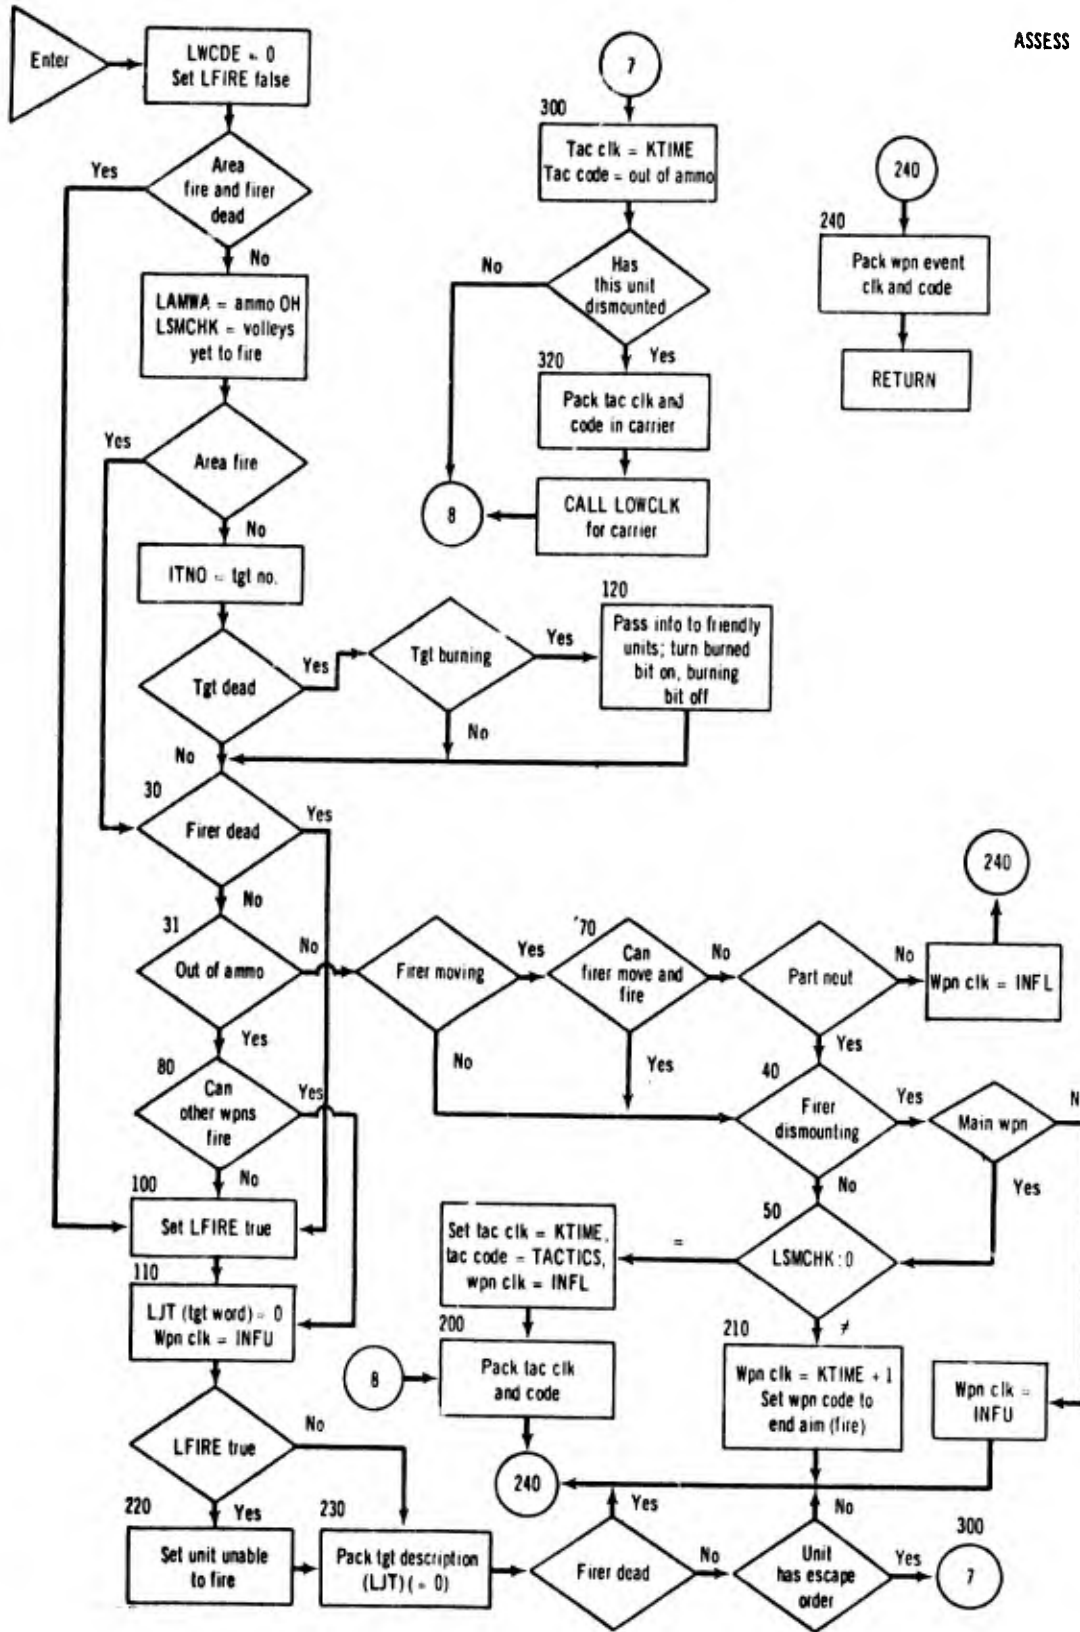 ASSESS
Enter
LWCDE = 0
Set LFIRE false
Area
fire and firer
dead
Yes
No
LAMWA = ammo OH
LSMCHK = volleys
yet to fire
Area fire
Yes
No
ITNO = tgt no.
Tgt dead
Yes
No
Tgt burning
Yes
No
120
Pass info to friendly
units; turn burned
bit on, burning
bit off
7
300
Tac clk = KTIME
Tac code = out of ammo
Has
this unit
dismounted
No
Yes
320
Pack tac clk and
code in carrier
CALL LOWCLK
for carrier
8
240
240
Pack wpn event
clk and code
RETURN
30
Firer dead
Yes
No
31
Out of ammo
No
Yes
Firer moving
Yes
No
70
Can
firer move and
fire
No
Yes
Part neut
No
Yes
Wpn clk = INFL
240
80
Can
other wpns
fire
Yes
No
40
Firer
dismounting
Yes
No
Main wpn
N
Yes
100
Set LFIRE true
50
LSMCHK : 0
=
≠
Set tac clk = KTIME,
tac code = TACTICS,
wpn clk = INFL
110
LJT (tgt word) = 0
Wpn clk = INFU
200
Pack tac clk
and code
8
210
Wpn clk = KTIME + 1
Set wpn code to
end aim (fire)
Wpn clk =
INFU
LFIRE true
No
Yes
240
220
Set unit unable
to fire
230
Pack tgt description
(LJT) (= 0)
Firer dead
Yes
No
Unit
has escape
order
No
Yes
300
7